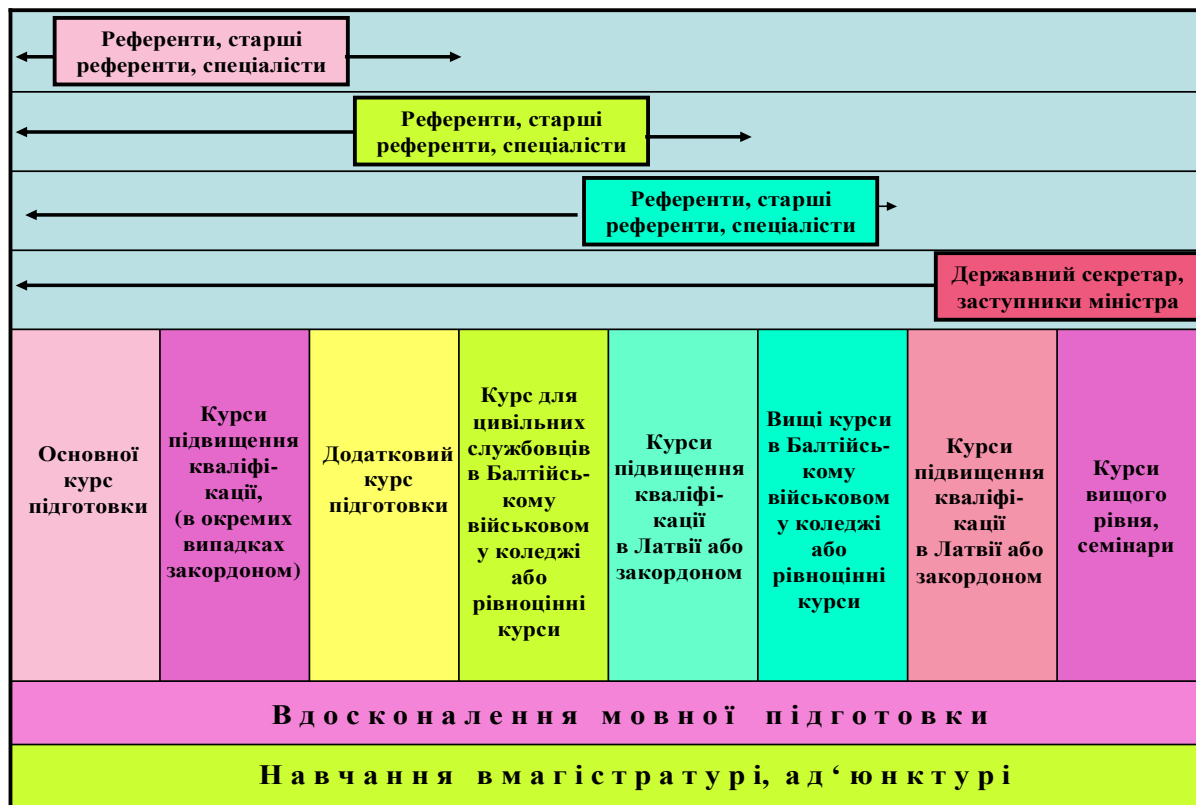 Референти, старші
референти, спеціалісти
Референти, старші
референти, спеціалісти
Референти, старші
референти, спеціалісти
Державний секретар,
заступники міністра
Основної
курс
підготовки
Курси
підвищення
кваліфі-
кації,
(в окремих
випадках
закордоном)
Додатковий
курс
підготовки
Курс для
цивільних
службовців
в Балтійсь-
кому
військовом
у коледжі
або
рівноцінні
курси
Курси
підвищення
кваліфі-
кації
в Латвії або
закордоном
Вищі курси
в Балтійсь-
кому
військовом
у коледжі
або
рівноцінні
курси
Курси
підвищення
кваліфі-
кації
в Латвії або
закордоном
Курси
вищого
рівня,
семінари
Вдосконалення мовної підготовки
Навчання вмагістратурі, ад‘юнктурі